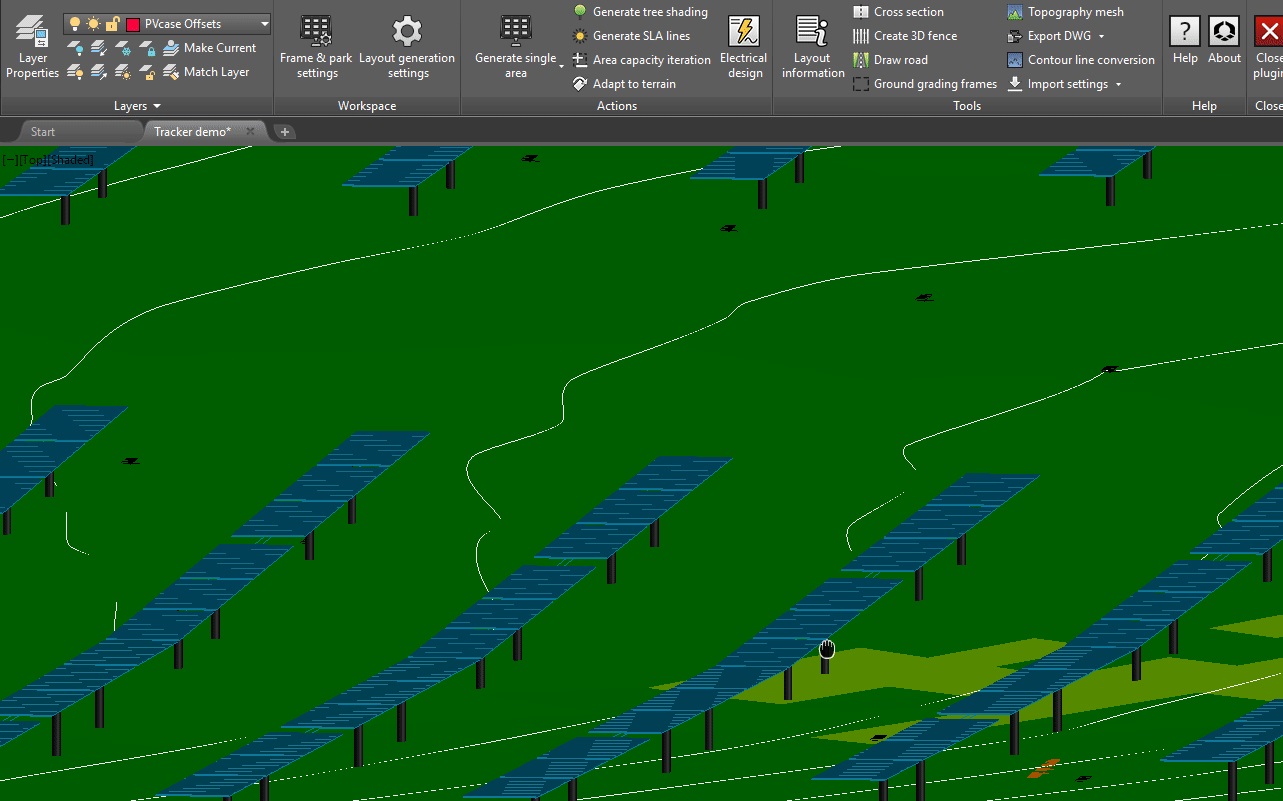 PVcase Offsets
Layer
Properties
Make Current
Match Layer
Layers
Frame & park
settings
Layout generation
settings
Workspace
Generate single
area
Generate tree shading
Generate SLA lines
Area capacity iteration
Adapt to terrain
Electrical
design
Actions
Layout
information
Cross section
Create 3D fence
Draw road
Ground grading frames
Topography mesh
Export DWG
Contour line conversion
Import settings
Tools
?
Help
About
Help
Close
plugin
Close
Start
Tracker demo*
[−][Top][Shaded]